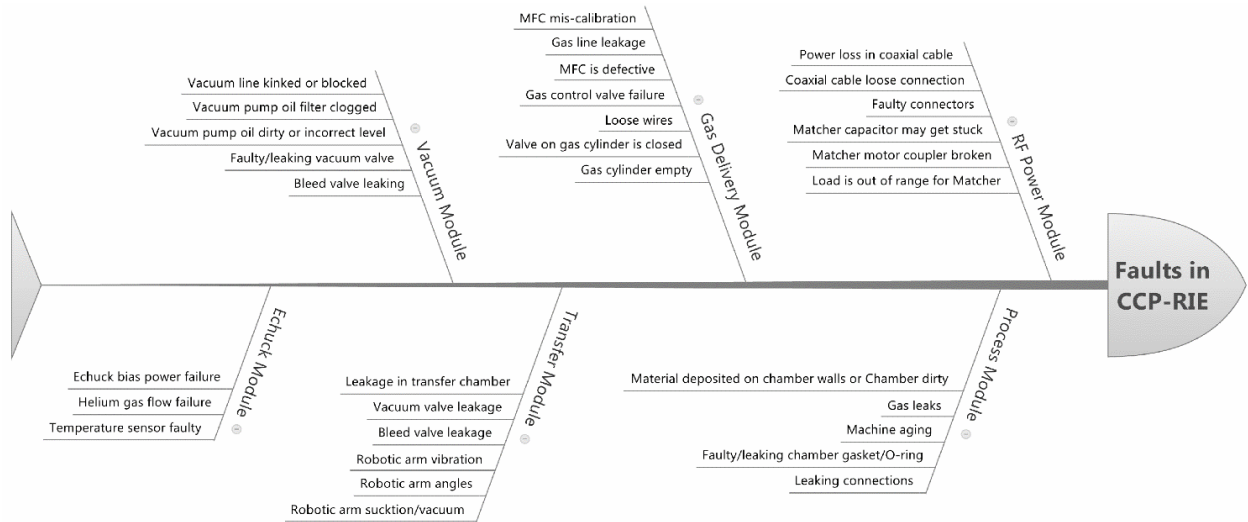 MFC mis-calibration
Gas line leakage
MFC is defective
Gas control valve failure
Loose wires
Valve on gas cylinder is closed
Gas cylinder empty
Gas Delivery Module
Power loss in coaxial cable
Coaxial cable loose connection
Faulty connectors
Matcher capacitor may get stuck
Matcher motor coupler broken
Load is out of range for Matcher
RF Power Module
Vacuum line kinked or blocked
Vacuum pump oil filter clogged
Vacuum pump oil dirty or incorrect level
Faulty/leaking vacuum valve
Bleed valve leaking
Vacuum Module
Faults in
CCP-RIE
Echuck Module
Echuck bias power failure
Helium gas flow failure
Temperature sensor faulty
Transfer Module
Leakage in transfer chamber
Vacuum valve leakage
Bleed valve leakage
Robotic arm vibration
Robotic arm angles
Robotic arm sucktion/vacuum
Process Module
Material deposited on chamber walls or Chamber dirty
Gas leaks
Machine aging
Faulty/leaking chamber gasket/O-ring
Leaking connections